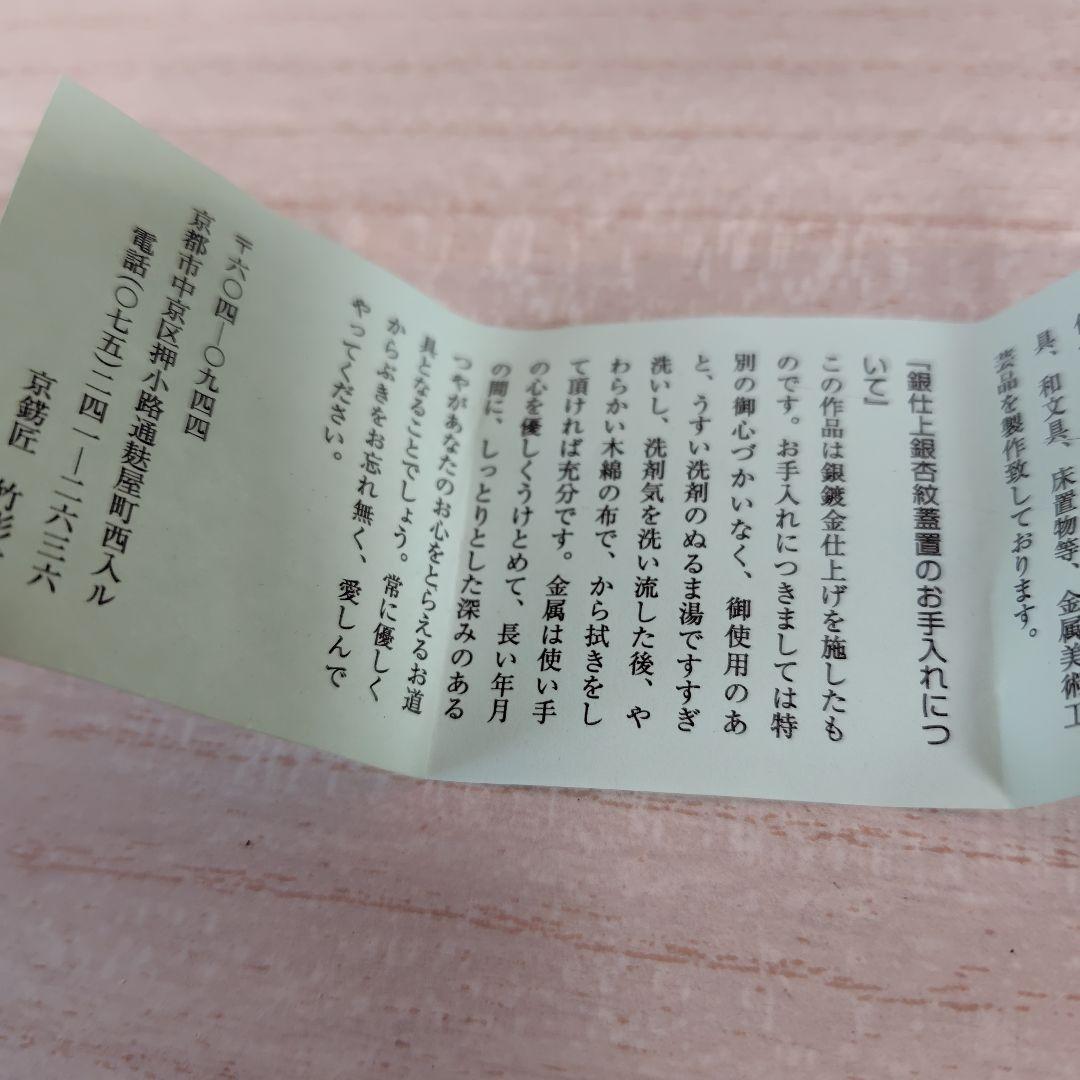 具、和文具、床置物等、金属美術工
芸品を製作致しております。
『銀仕上銀杏紋蓋置のお手入れにつ
いて』
この作品は銀鍍金仕上げを施したも
のです。お手入れにつきましては特
別の御心づかいなく、御使用のあ
と、うすい洗剤のぬるま湯ですすぎ
洗いし、洗剤気を洗い流した後、や
わらかい木綿の布で、から拭きをし
て頂ければ充分です。金属は使い手
の心を優しくうけとめて、長い年月
の間に、しっとりとした深みのある
つやがあなたのお心をとらえるお道
具となることでしょう。常に優しく
からぶきをお忘れ無く、愛しんで
やってください。
〒六〇四―〇九四四
京都市中京区押小路通麸屋町西入ル
電話(〇七五)二四一―二六三六
京錺匠 竹影